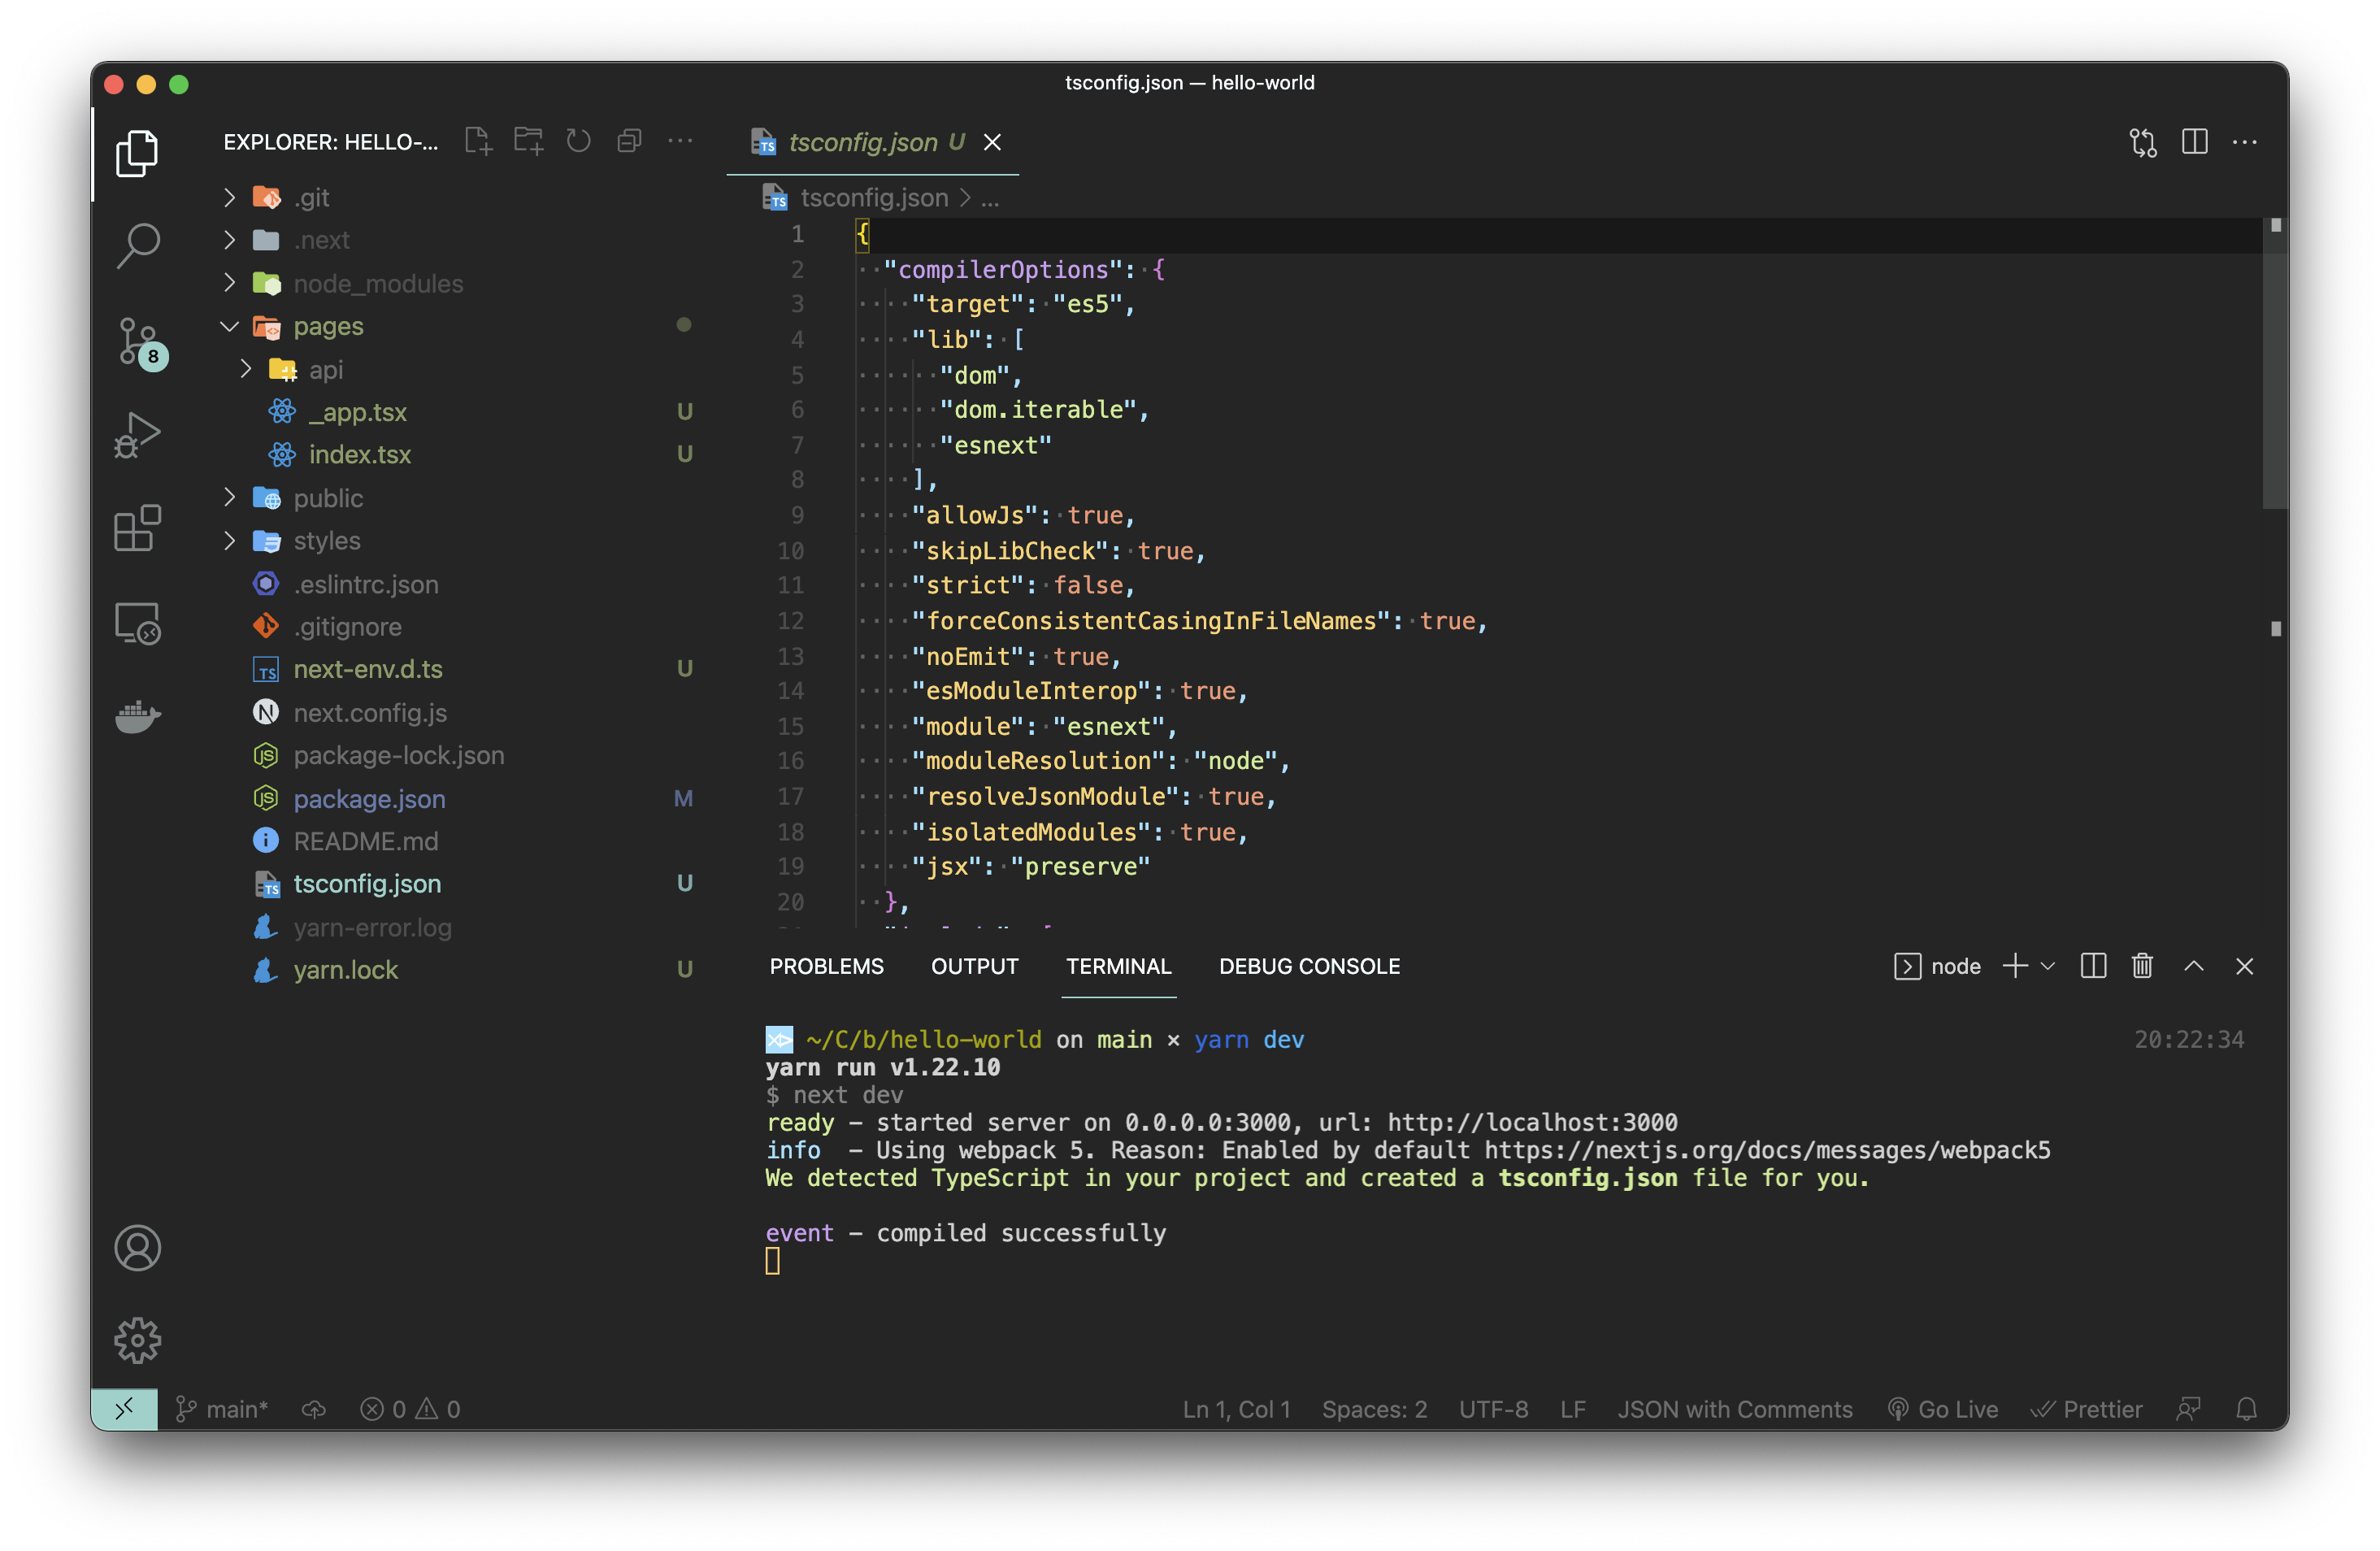 tsconfig.json — hello-world
EXPLORER: HELLO-...
.git
.next
node_modules
pages
api
_app.tsx U
index.tsx U
public
styles
.eslintrc.json
.gitignore
next-env.d.ts U
next.config.js
package-lock.json
package.json M
README.md
tsconfig.json U
yarn-error.log
yarn.lock U
8
tsconfig.json U
tsconfig.json > ...
1 {
2 "compilerOptions": {
3 "target": "es5",
4 "lib": [
5 "dom",
6 "dom.iterable",
7 "esnext"
8 ],
9 "allowJs": true,
10 "skipLibCheck": true,
11 "strict": false,
12 "forceConsistentCasingInFileNames": true,
13 "noEmit": true,
14 "esModuleInterop": true,
15 "module": "esnext",
16 "moduleResolution": "node",
17 "resolveJsonModule": true,
18 "isolatedModules": true,
19 "jsx": "preserve"
20 },
PROBLEMS OUTPUT TERMINAL DEBUG CONSOLE node
~/C/b/hello-world on main × yarn dev 20:22:34
yarn run v1.22.10
$ next dev
ready – started server on 0.0.0.0:3000, url: http://localhost:3000
info – Using webpack 5. Reason: Enabled by default https://nextjs.org/docs/messages/webpack5
We detected TypeScript in your project and created a tsconfig.json file for you.
event – compiled successfully
main* 0 0 Ln 1, Col 1 Spaces: 2 UTF-8 LF JSON with Comments Go Live Prettier